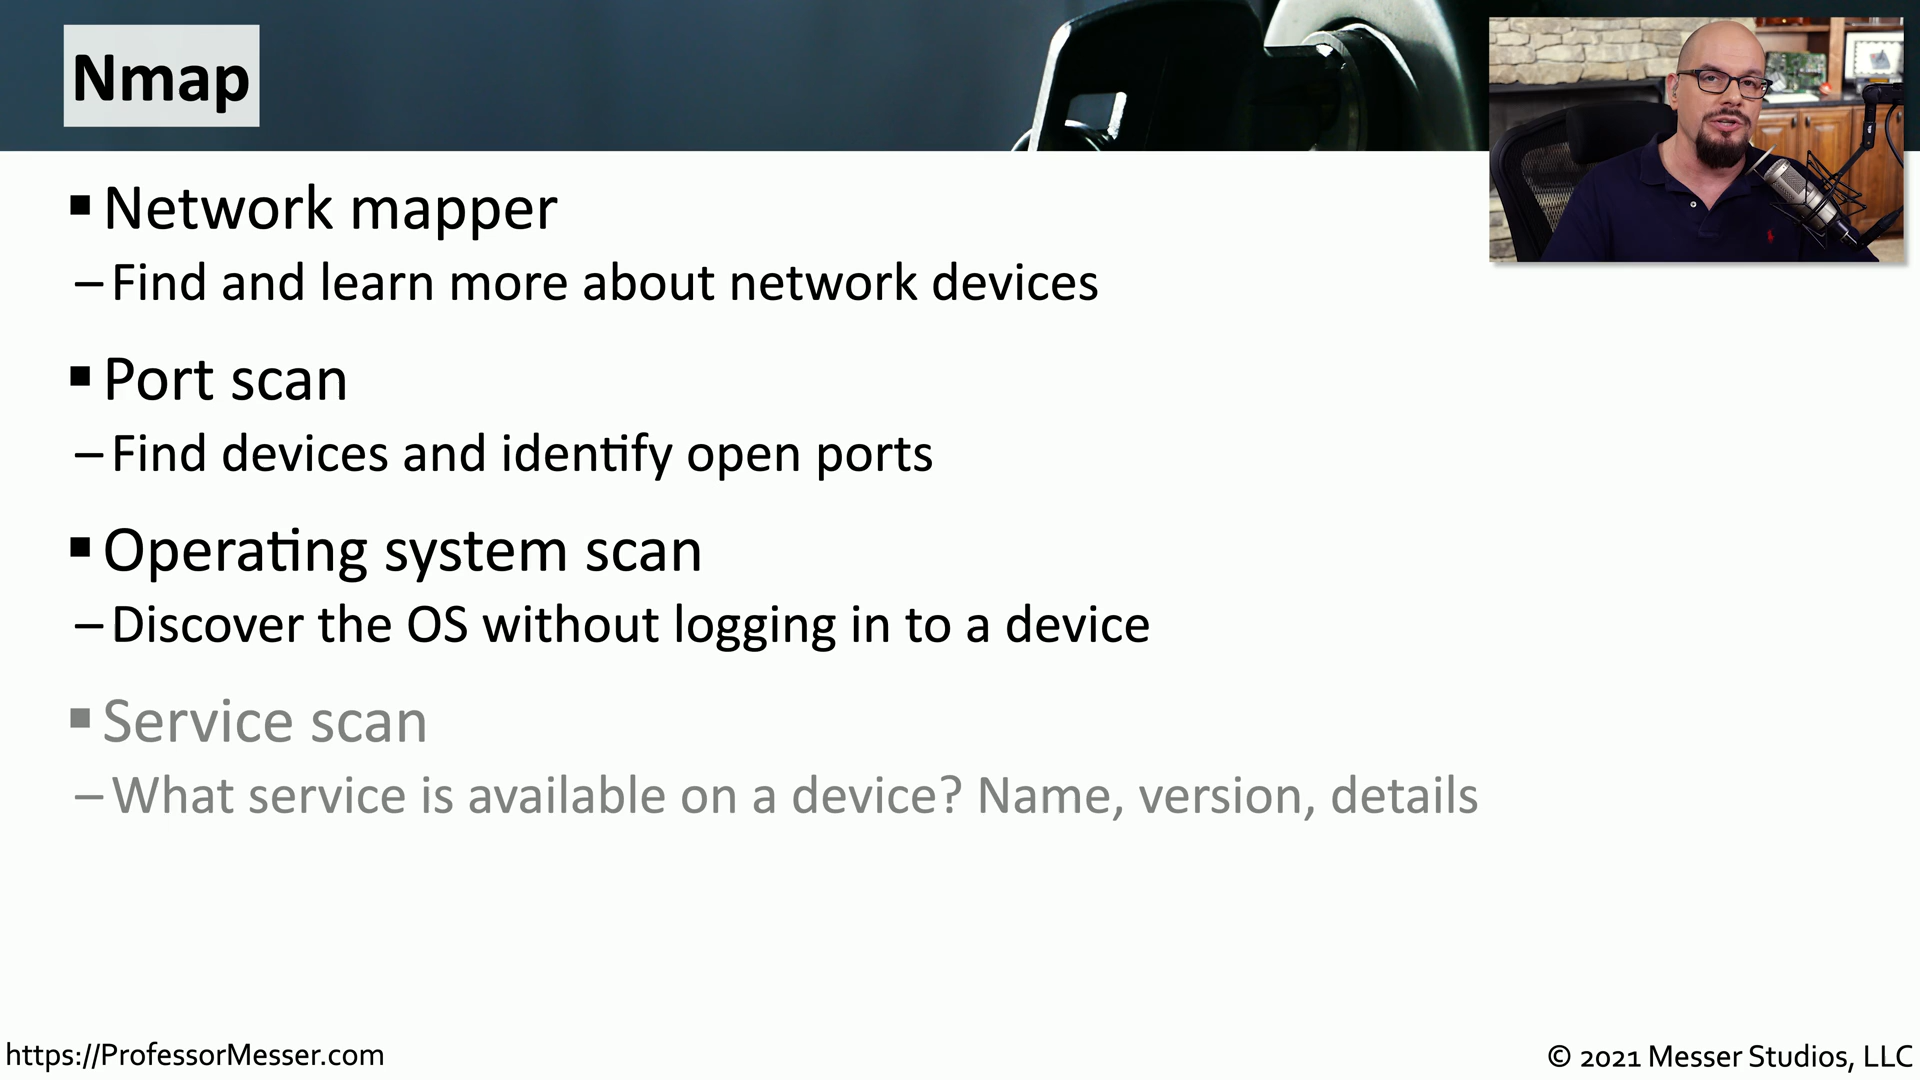 Nmap
▪ Network mapper
– Find and learn more about network devices
▪ Port scan
– Find devices and identify open ports
▪ Operating system scan
– Discover the OS without logging in to a device
▪ Service scan
– What service is available on a device? Name, version, details
https://ProfessorMesser.com
© 2021 Messer Studios, LLC